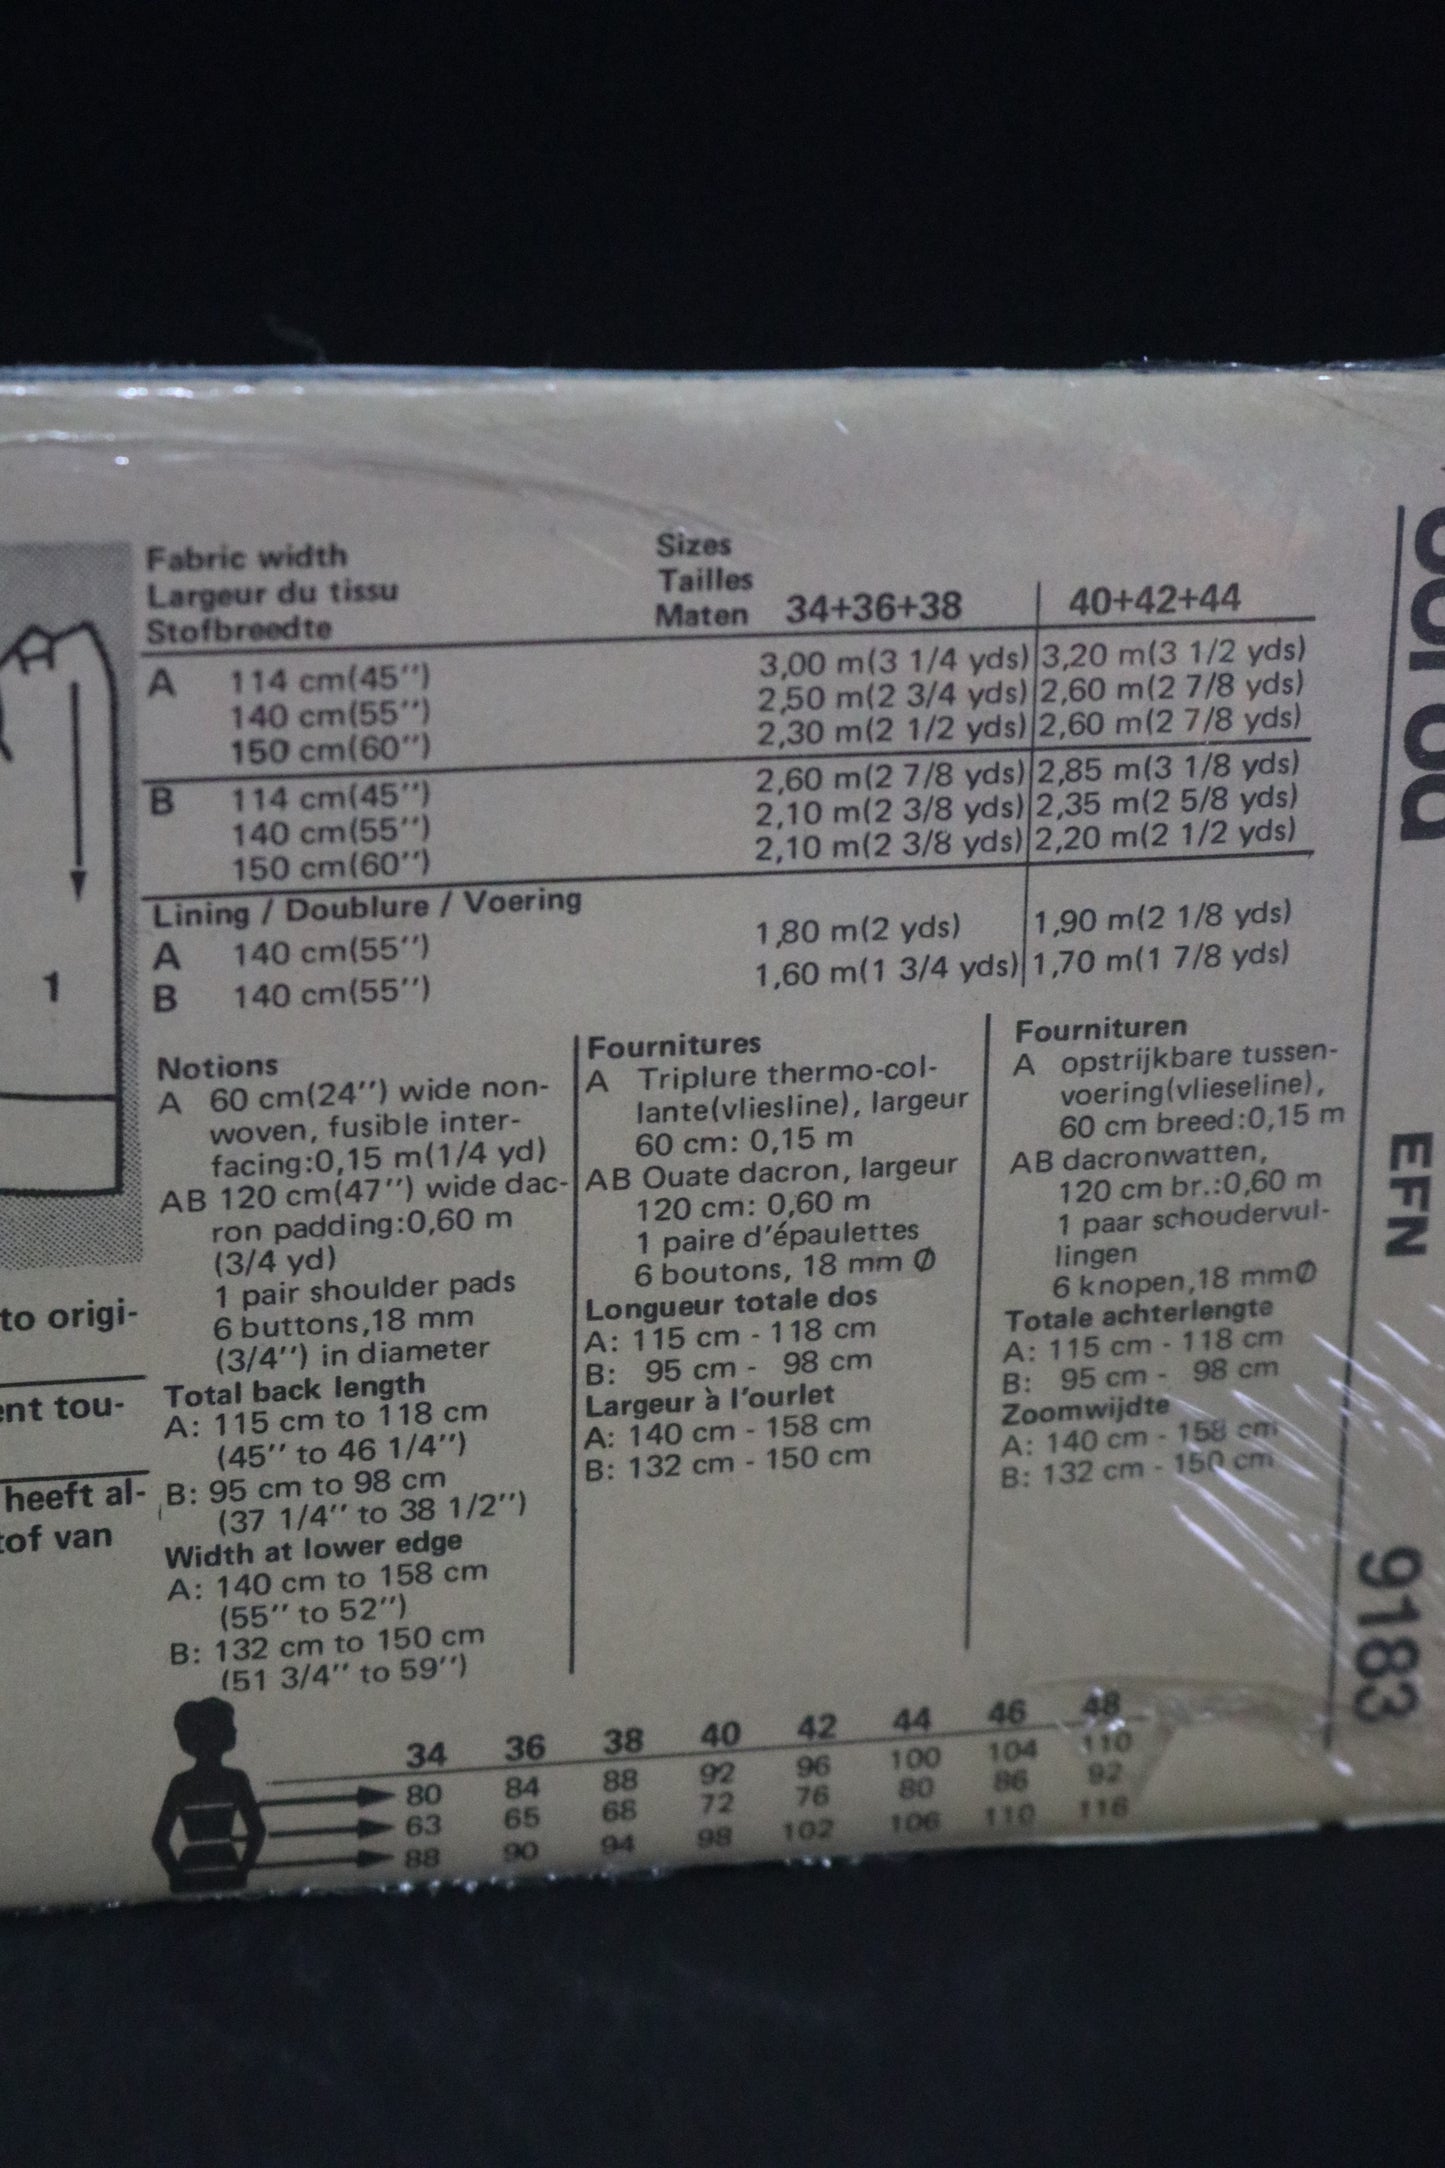 Fabric width
Largeur du tissu
Stofbreedte
Sizes
Tailles
Maten 34+36+38 40+42+44
A 114 cm(45'') 3,00 m(3 1/4 yds) 3,20 m(3 1/2 yds)
140 cm(55'') 2,50 m(2 3/4 yds) 2,60 m(2 7/8 yds)
150 cm(60'') 2,30 m(2 1/2 yds) 2,60 m(2 7/8 yds)
B 114 cm(45'') 2,60 m(2 7/8 yds) 2,85 m(3 1/8 yds)
140 cm(55'') 2,10 m(2 3/8 yds) 2,35 m(2 5/8 yds)
150 cm(60'') 2,10 m(2 3/8 yds) 2,20 m(2 1/2 yds)
Lining / Doublure / Voering
A 140 cm(55'') 1,80 m(2 yds) 1,90 m(2 1/8 yds)
B 140 cm(55'') 1,60 m(1 3/4 yds) 1,70 m(1 7/8 yds)
1
to origi-
ent tou-
heeft al-
tof van
Notions
A 60 cm(24'') wide non-
woven, fusible inter-
facing:0,15 m(1/4 yd)
AB 120 cm(47'') wide dac-
ron padding:0,60 m
(3/4 yd)
1 pair shoulder pads
6 buttons,18 mm
(3/4'') in diameter
Total back length
A: 115 cm to 118 cm
(45'' to 46 1/4'')
B: 95 cm to 98 cm
(37 1/4'' to 38 1/2'')
Width at lower edge
A: 140 cm to 158 cm
(55'' to 52'')
B: 132 cm to 150 cm
(51 3/4'' to 59'')
Fournitures
A Triplure thermo-col-
lante(vliesline), largeur
60 cm: 0,15 m
AB Ouate dacron, largeur
120 cm: 0,60 m
1 paire d'épaulettes
6 boutons, 18 mm Ø
Longueur totale dos
A: 115 cm - 118 cm
B: 95 cm - 98 cm
Largeur à l'ourlet
A: 140 cm - 158 cm
B: 132 cm - 150 cm
Fournituren
A opstrijkbare tussen-
voering(vlieseline),
60 cm breed:0,15 m
AB dacronwatten,
120 cm br.:0,60 m
1 paar schoudervul-
lingen
6 knopen,18 mmØ
Totale achterlengte
A: 115 cm - 118 cm
B: 95 cm - 98 cm
Zoomwijdte
A: 140 cm - 158 cm
B: 132 cm - 150 cm
34 36 38 40 42 44 46 48
80 84 88 92 96 100 104 110
63 65 68 72 76 80 86 92
88 90 94 98 102 106 110 116
EFN
9183